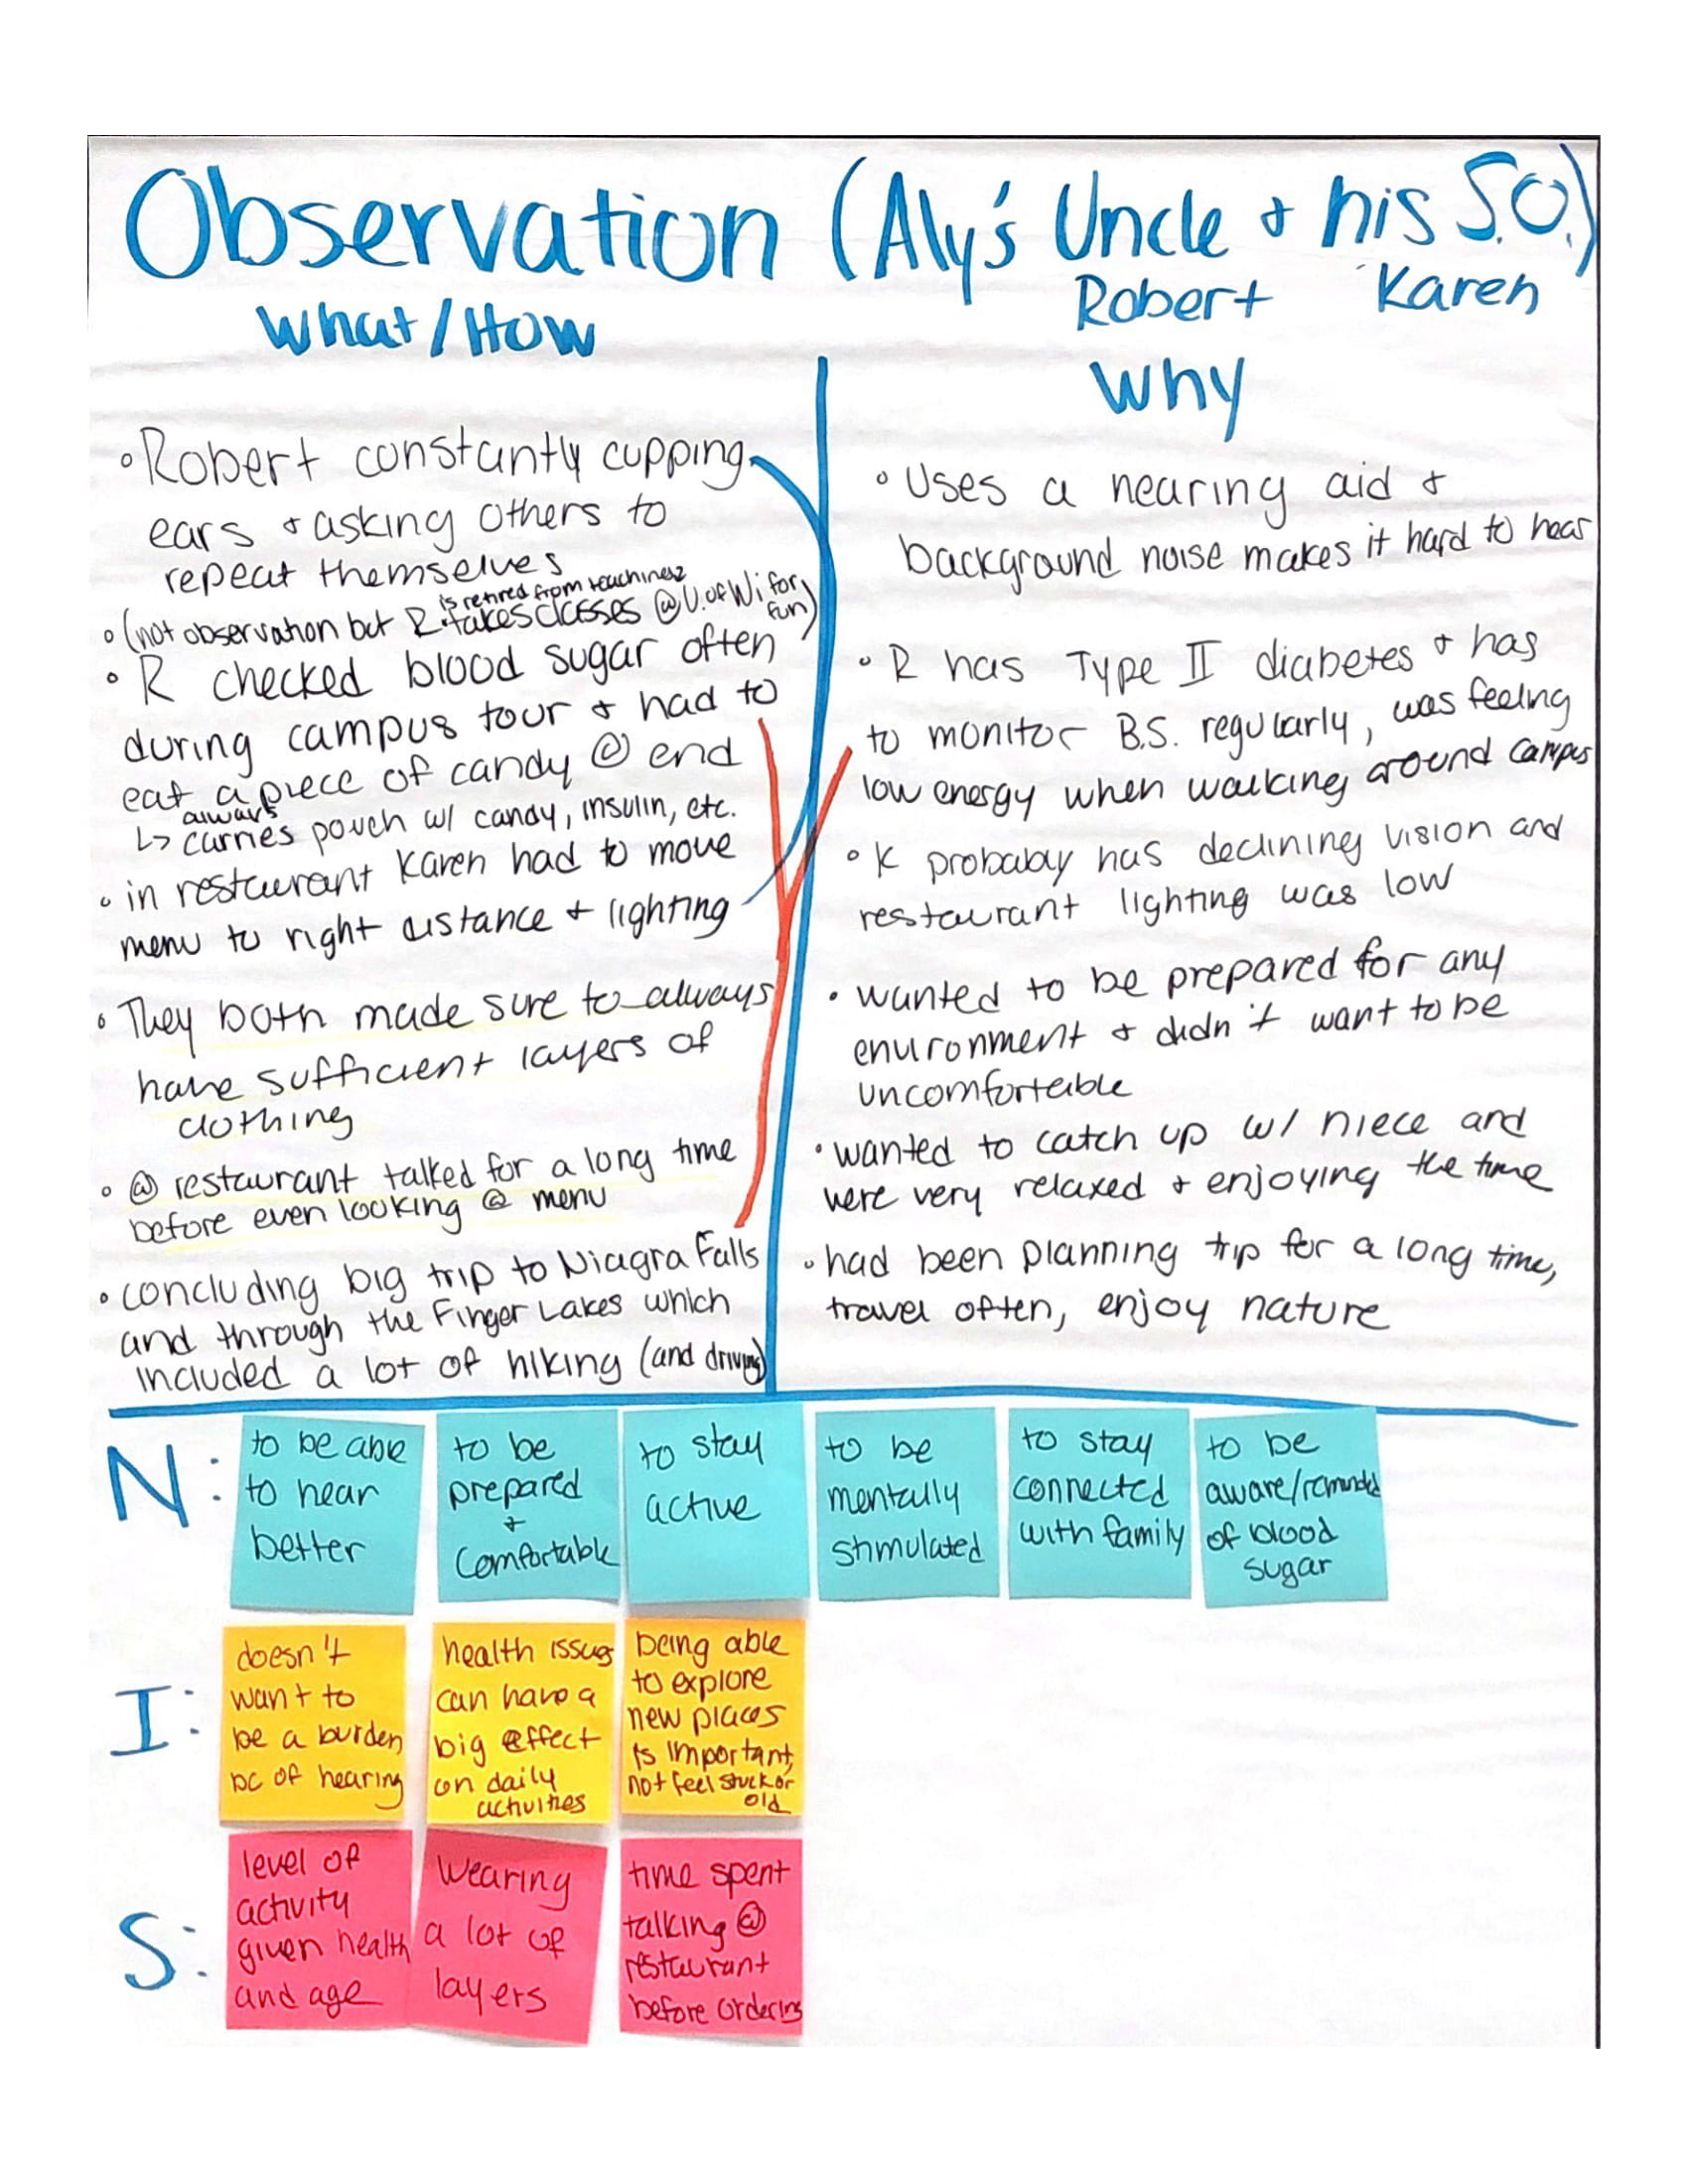 Observation (Aly's Uncle & his S.O.)
Robert Karen
What/How
Why
• Robert constantly cupping
ears & asking others to
repeat themselves
is retired from teaching &
• (not observation but R takes classes @ U. of Wi for
fun)
• R checked blood sugar often
during campus tour & had to
eat a piece of candy @ end
always
↳ carries pouch w/ candy, insulin, etc.
• in restaurant Karen had to move
menu to right distance & lighting
• They both made sure to always
have sufficient layers of
clothing
• @ restaurant talked for a long time
before even looking @ menu
• concluding big trip to Niagra Falls
and through the Finger Lakes which
included a lot of hiking (and driving)
• Uses a hearing aid &
background noise makes it hard to hear
• R has Type II diabetes & has
to monitor B.S. regularly, was feeling
low energy when walking around campus
• K probaby has declining vision and
restaurant lighting was low
• wanted to be prepared for any
environment & didn't want to be
uncomfortable
• wanted to catch up w/ niece and
were very relaxed & enjoying the time
• had been planning trip for a long time,
travel often, enjoy nature
N:
to be able
to hear
better
to be
prepared
+
comfortable
to stay
active
to be
mentally
stimulated
to stay
connected
with family
to be
aware/reminded
of blood
sugar
I:
doesn't
want to
be a burden
bc of hearing
health issues
can have a
big effect
on daily
activities
being able
to explore
new places
is important,
not feel stuck or
old
S:
level of
activity
given health
and age
Wearing
a lot of
layers
time spent
talking @
restaurant
before ordering